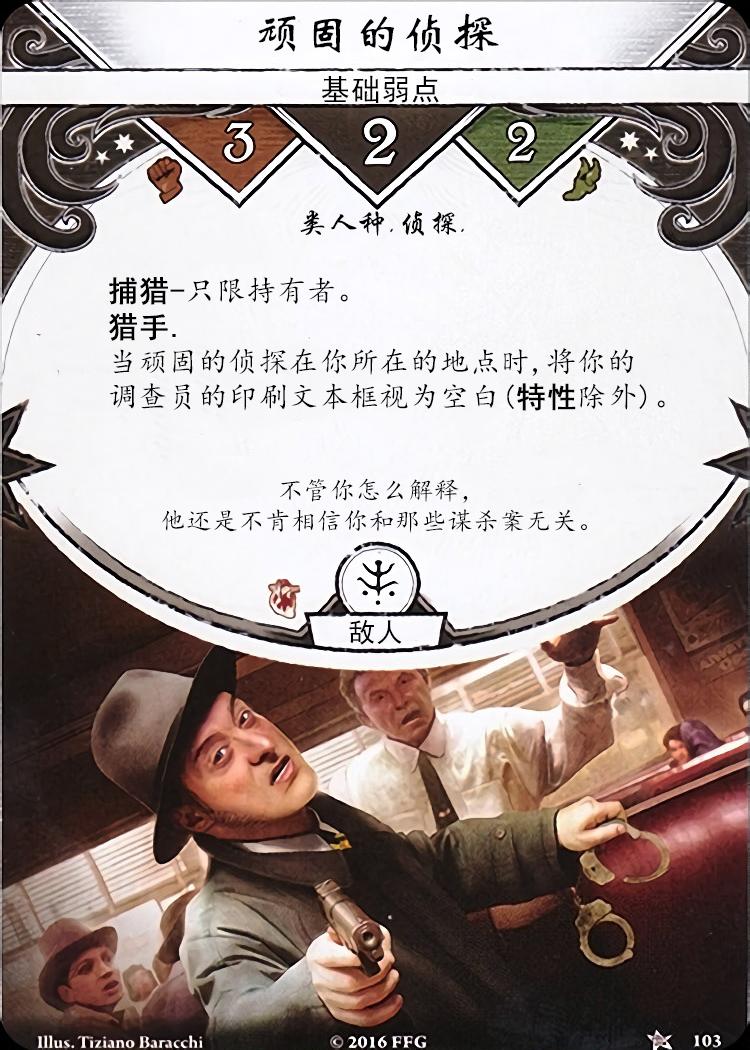 顽固的侦探
基础弱点
3 2 2
类人种.侦探.
捕猎-只限持有者。
猎手.
当顽固的侦探在你所在的地点时,将你的
调查员的印刷文本框视为空白(特性除外)。
不管你怎么解释,
他还是不肯相信你和那些谋杀案无关。
敌人
Illus. Tiziano Baracchi © 2016 FFG 103